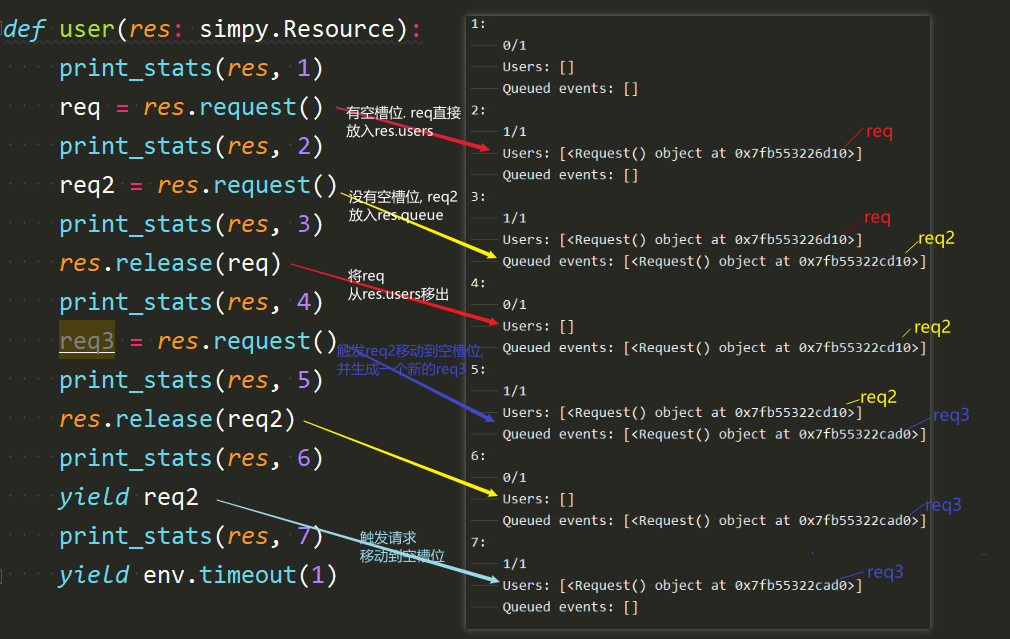 def user(res: simpy.Resource):
print_stats(res, 1)
req = res.request()
print_stats(res, 2)
req2 = res.request()
print_stats(res, 3)
res.release(req)
print_stats(res, 4)
req3 = res.request()
print_stats(res, 5)
res.release(req2)
print_stats(res, 6)
yield req2
print_stats(res, 7)
yield env.timeout(1)
有空槽位. req直接
放入res.users
没有空槽位, req2
放入res.queue
将req
从res.users移出
触发req2移动到空槽位,
并生成一个新的req3
触发请求
移动到空槽位
1:
0/1
Users: []
Queued events: []
2:
1/1
req
Users: [<Request() object at 0x7fb553226d10>]
Queued events: []
3:
1/1
req
Users: [<Request() object at 0x7fb553226d10>]
req2
Queued events: [<Request() object at 0x7fb55322cd10>]
4:
0/1
Users: []
req2
Queued events: [<Request() object at 0x7fb55322cd10>]
5:
1/1
req2
Users: [<Request() object at 0x7fb55322cd10>]
req3
Queued events: [<Request() object at 0x7fb55322cad0>]
6:
0/1
Users: []
req3
Queued events: [<Request() object at 0x7fb55322cad0>]
7:
1/1
req3
Users: [<Request() object at 0x7fb55322cad0>]
Queued events: []